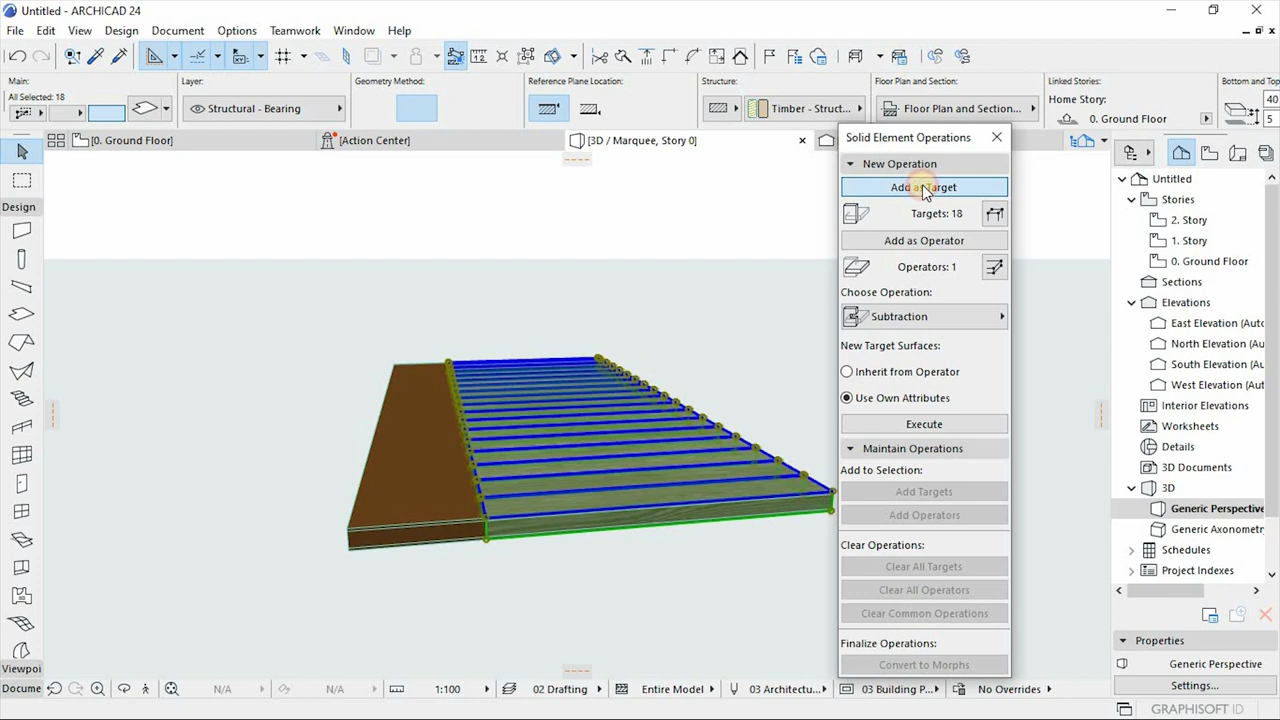 Untitled - ARCHICAD 24
File Edit View Design Document Options Teamwork Window Help
Main:
All Selected: 18
Layer:
Structural - Bearing
Geometry Method:
Reference Plane Location:
Structure:
Timber - Struct...
Floor Plan and Section:
Floor Plan and Section...
Linked Stories:
Home Story:
0. Ground Floor
Bottom and Top
40
5
[0. Ground Floor]
[Action Center]
[3D / Marquee, Story 0]
Design
Viewpoi
Docume
Solid Element Operations
New Operation
Add as Target
Targets: 18
Add as Operator
Operators: 1
Choose Operation:
Subtraction
New Target Surfaces:
Inherit from Operator
Use Own Attributes
Execute
Maintain Operations
Add to Selection:
Add Targets
Add Operators
Clear Operations:
Clear All Targets
Clear All Operators
Clear Common Operations
Finalize Operations:
Convert to Morphs
Untitled
Stories
2. Story
1. Story
0. Ground Floor
Sections
Elevations
East Elevation (Auto
North Elevation (Au
South Elevation (Au
West Elevation (Aut
Interior Elevations
Worksheets
Details
3D Documents
3D
Generic Perspective
Generic Axonometr
Schedules
Project Indexes
Properties
Generic Perspective
Settings...
N/A
N/A
1:100
02 Drafting
Entire Model
03 Architectu...
03 Building P...
No Overrides
GRAPHISOFT ID